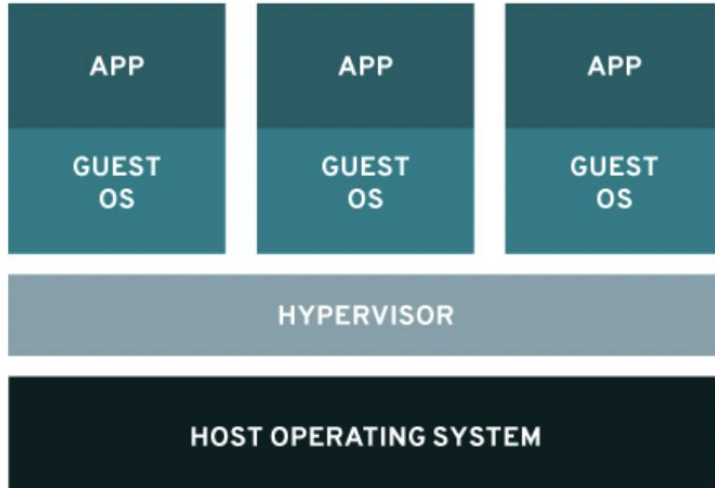 APP
APP
APP
GUEST
OS
GUEST
OS
GUEST
OS
HYPERVISOR
HOST OPERATING SYSTEM